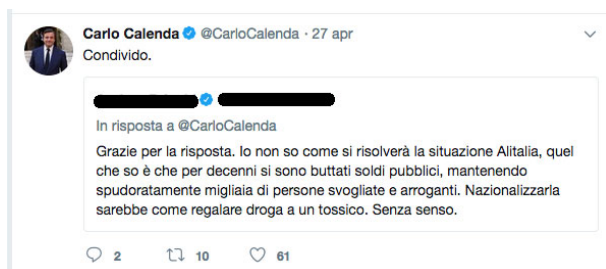 Carlo Calenda @CarloCalenda · 27 apr
Condivido.
In risposta a @CarloCalenda
Grazie per la risposta. Io non so come si risolverà la situazione Alitalia, quel
che so è che per decenni si sono buttati soldi pubblici, mantenendo
spudoratamente migliaia di persone svogliate e arroganti. Nazionalizzarla
sarebbe come regalare droga a un tossico. Senza senso.
2 10 61